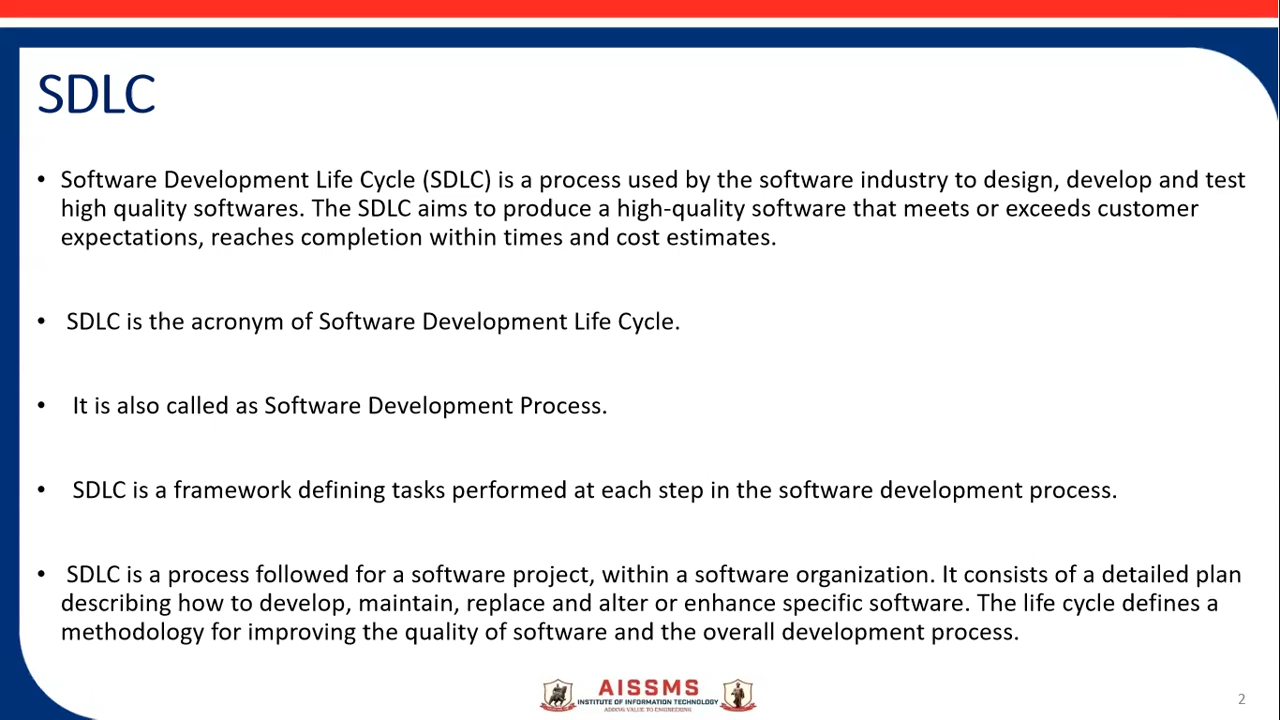 SDLC
• Software Development Life Cycle (SDLC) is a process used by the software industry to design, develop and test
high quality softwares. The SDLC aims to produce a high-quality software that meets or exceeds customer
expectations, reaches completion within times and cost estimates.
• SDLC is the acronym of Software Development Life Cycle.
• It is also called as Software Development Process.
• SDLC is a framework defining tasks performed at each step in the software development process.
• SDLC is a process followed for a software project, within a software organization. It consists of a detailed plan
describing how to develop, maintain, replace and alter or enhance specific software. The life cycle defines a
methodology for improving the quality of software and the overall development process.
AISSMS
INSTITUTE OF INFORMATION TECHNOLOGY
ADDING VALUE TO ENGINEERING
2